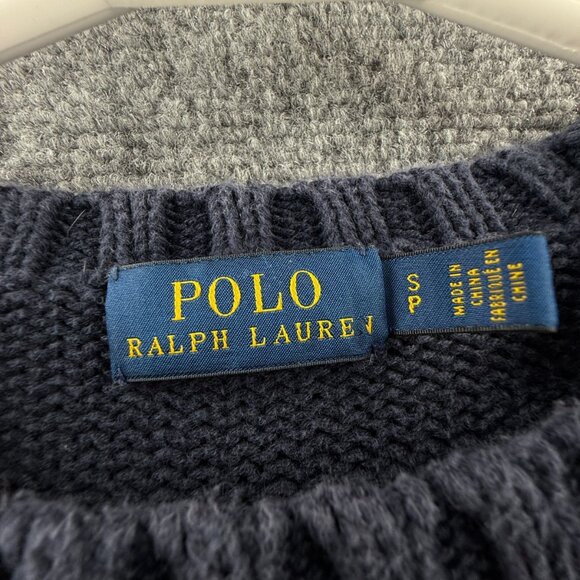 POLO
RALPH LAUREN
S
P
MADE IN
CHINA
FABRIQUÉ EN
CHINE